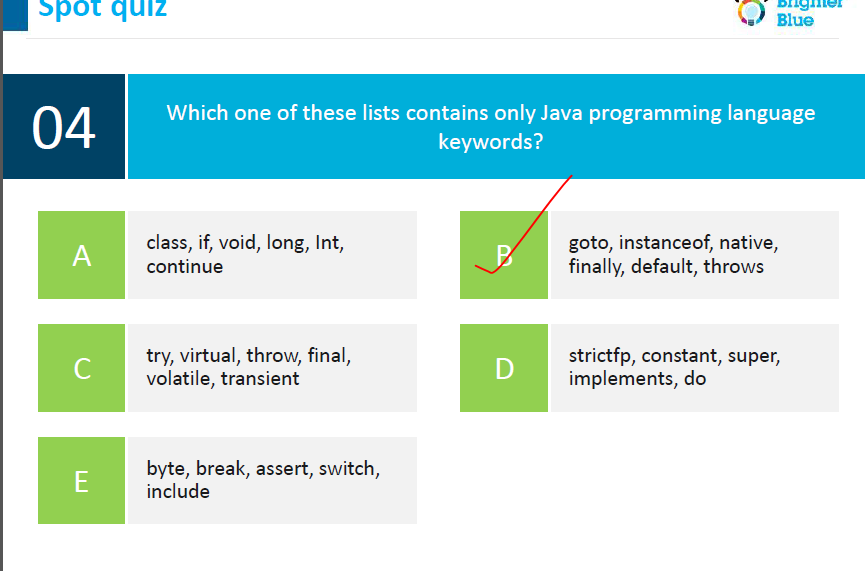 Spot quiz
Brighter
Blue
04
Which one of these lists contains only Java programming language
keywords?
A
class, if, void, long, Int,
continue
B
goto, instanceof, native,
finally, default, throws
C
try, virtual, throw, final,
volatile, transient
D
strictfp, constant, super,
implements, do
E
byte, break, assert, switch,
include